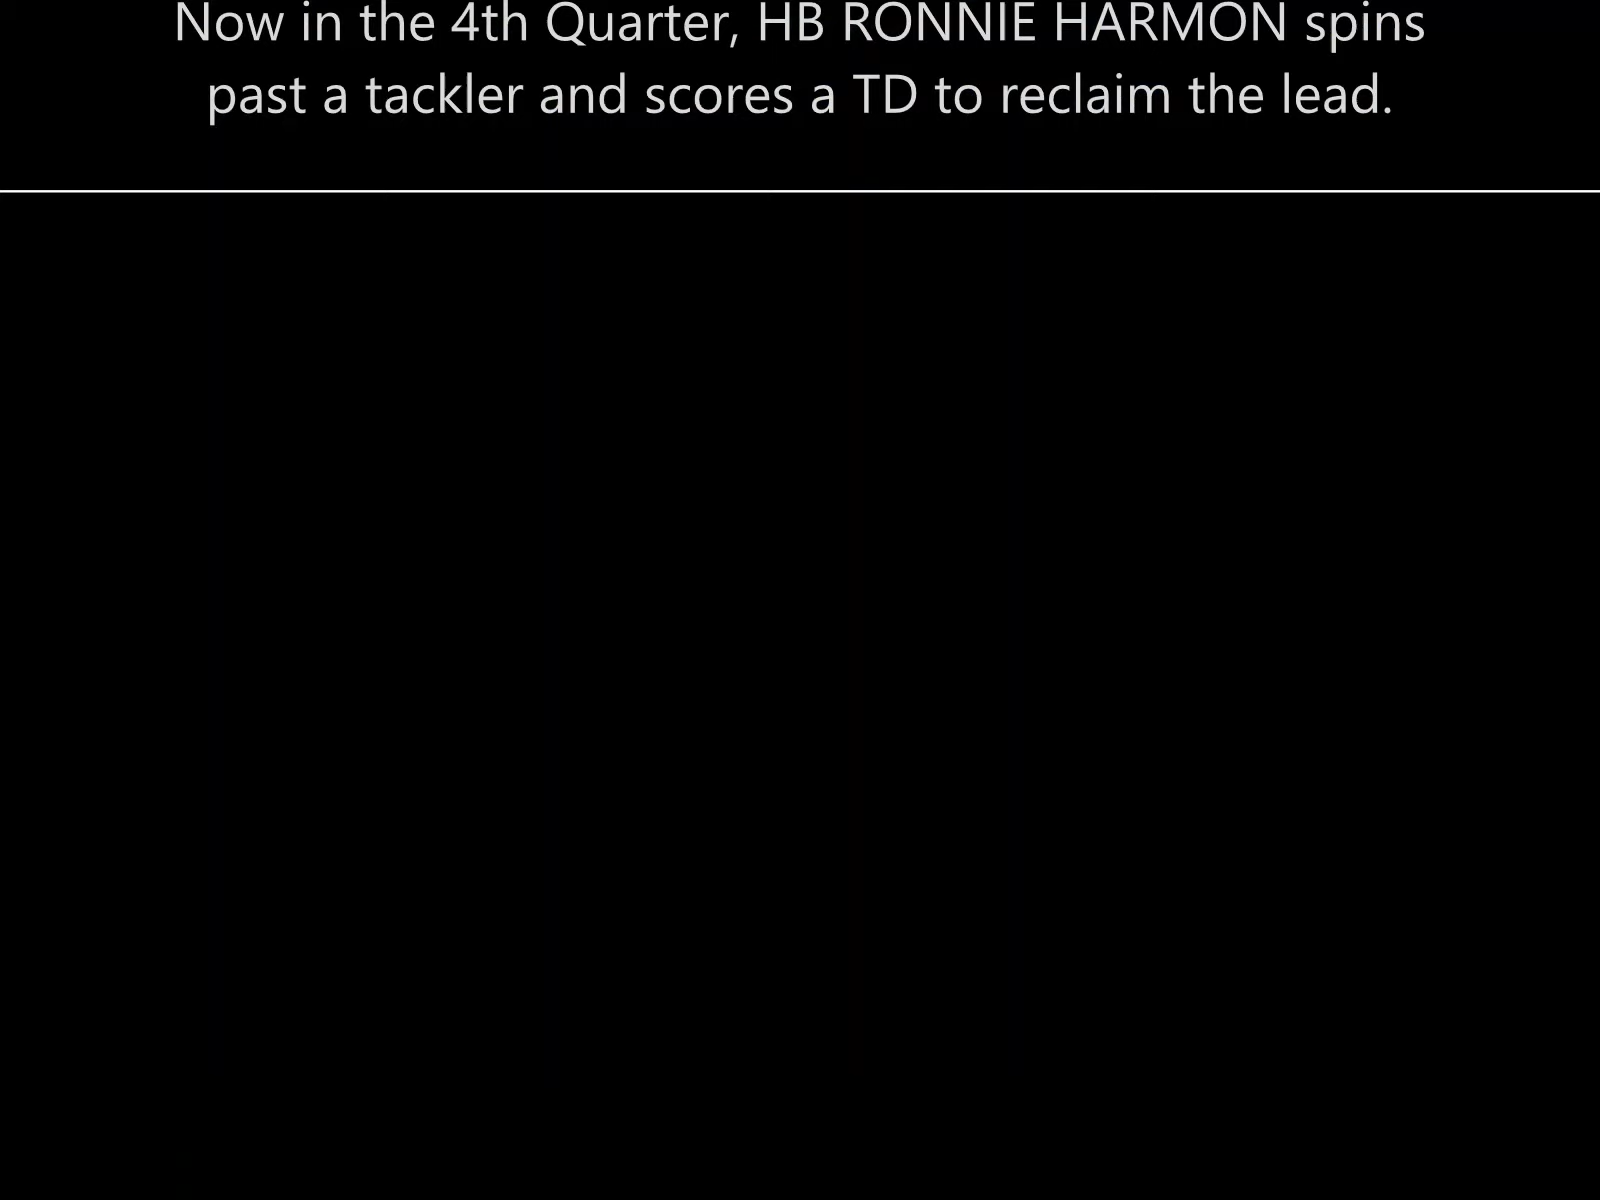 Now in the 4th Quarter, HB RONNIE HARMON spins
past a tackler and scores a TD to reclaim the lead.